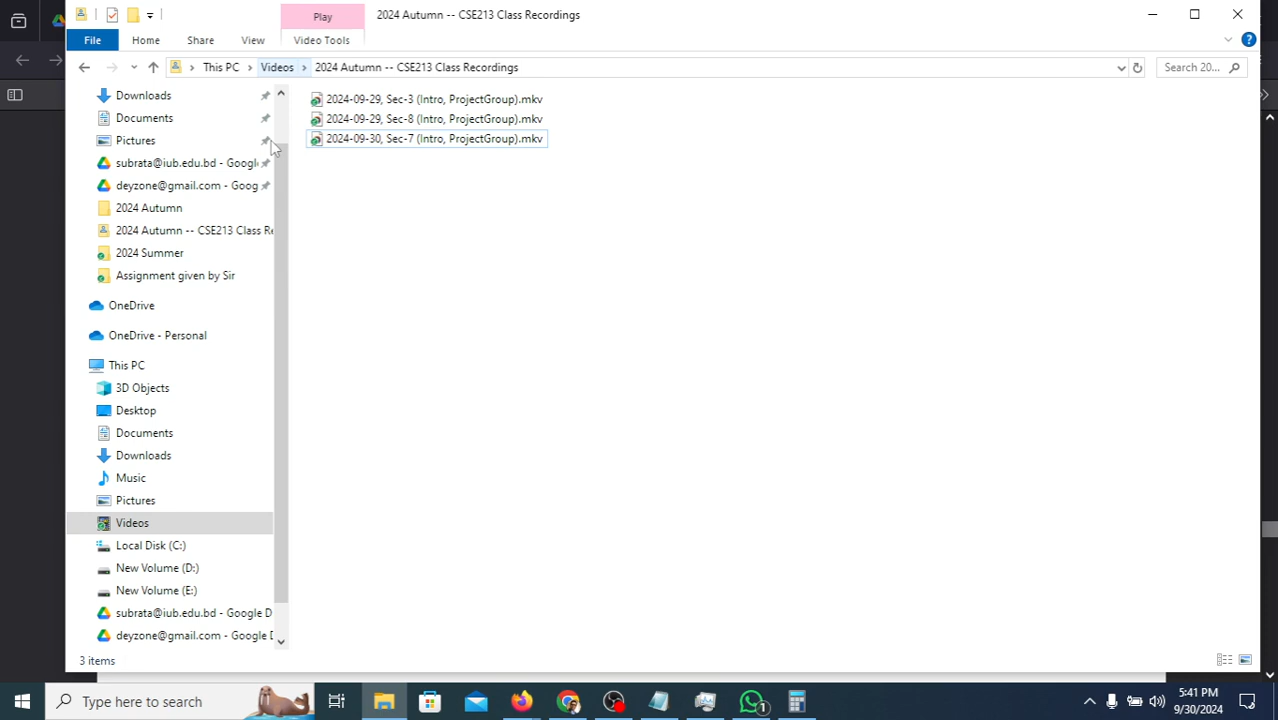 Play
2024 Autumn -- CSE213 Class Recordings
File
Home
Share
View
Video Tools
This PC
Videos
2024 Autumn -- CSE213 Class Recordings
Search 20...
Downloads
Documents
Pictures
subrata@iub.edu.bd - Googl
deyzone@gmail.com - Goog
2024 Autumn
2024 Autumn -- CSE213 Class Re
2024 Summer
Assignment given by Sir
OneDrive
OneDrive - Personal
This PC
3D Objects
Desktop
Documents
Downloads
Music
Pictures
Videos
Local Disk (C:)
New Volume (D:)
New Volume (E:)
subrata@iub.edu.bd - Google D
deyzone@gmail.com - Google D
2024-09-29, Sec-3 (Intro, ProjectGroup).mkv
2024-09-29, Sec-8 (Intro, ProjectGroup).mkv
2024-09-30, Sec-7 (Intro, ProjectGroup).mkv
3 items
Type here to search
1
5:41 PM
9/30/2024